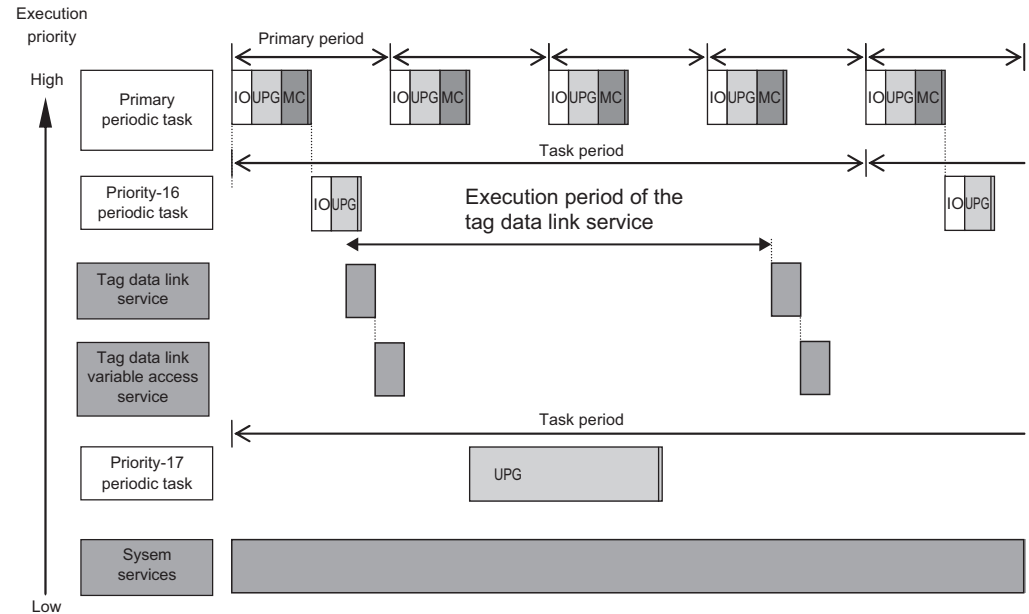 Execution
priority
High
Primary period
Primary
periodic task
IO UPG MC
IO UPG MC
IO UPG MC
IO UPG MC
IO UPG MC
Task period
Priority-16
periodic task
IO UPG
Execution period of the
tag data link service
IO UPG
Tag data link
service
Tag data link
variable access
service
Task period
Priority-17
periodic task
UPG
Sysem
services
Low